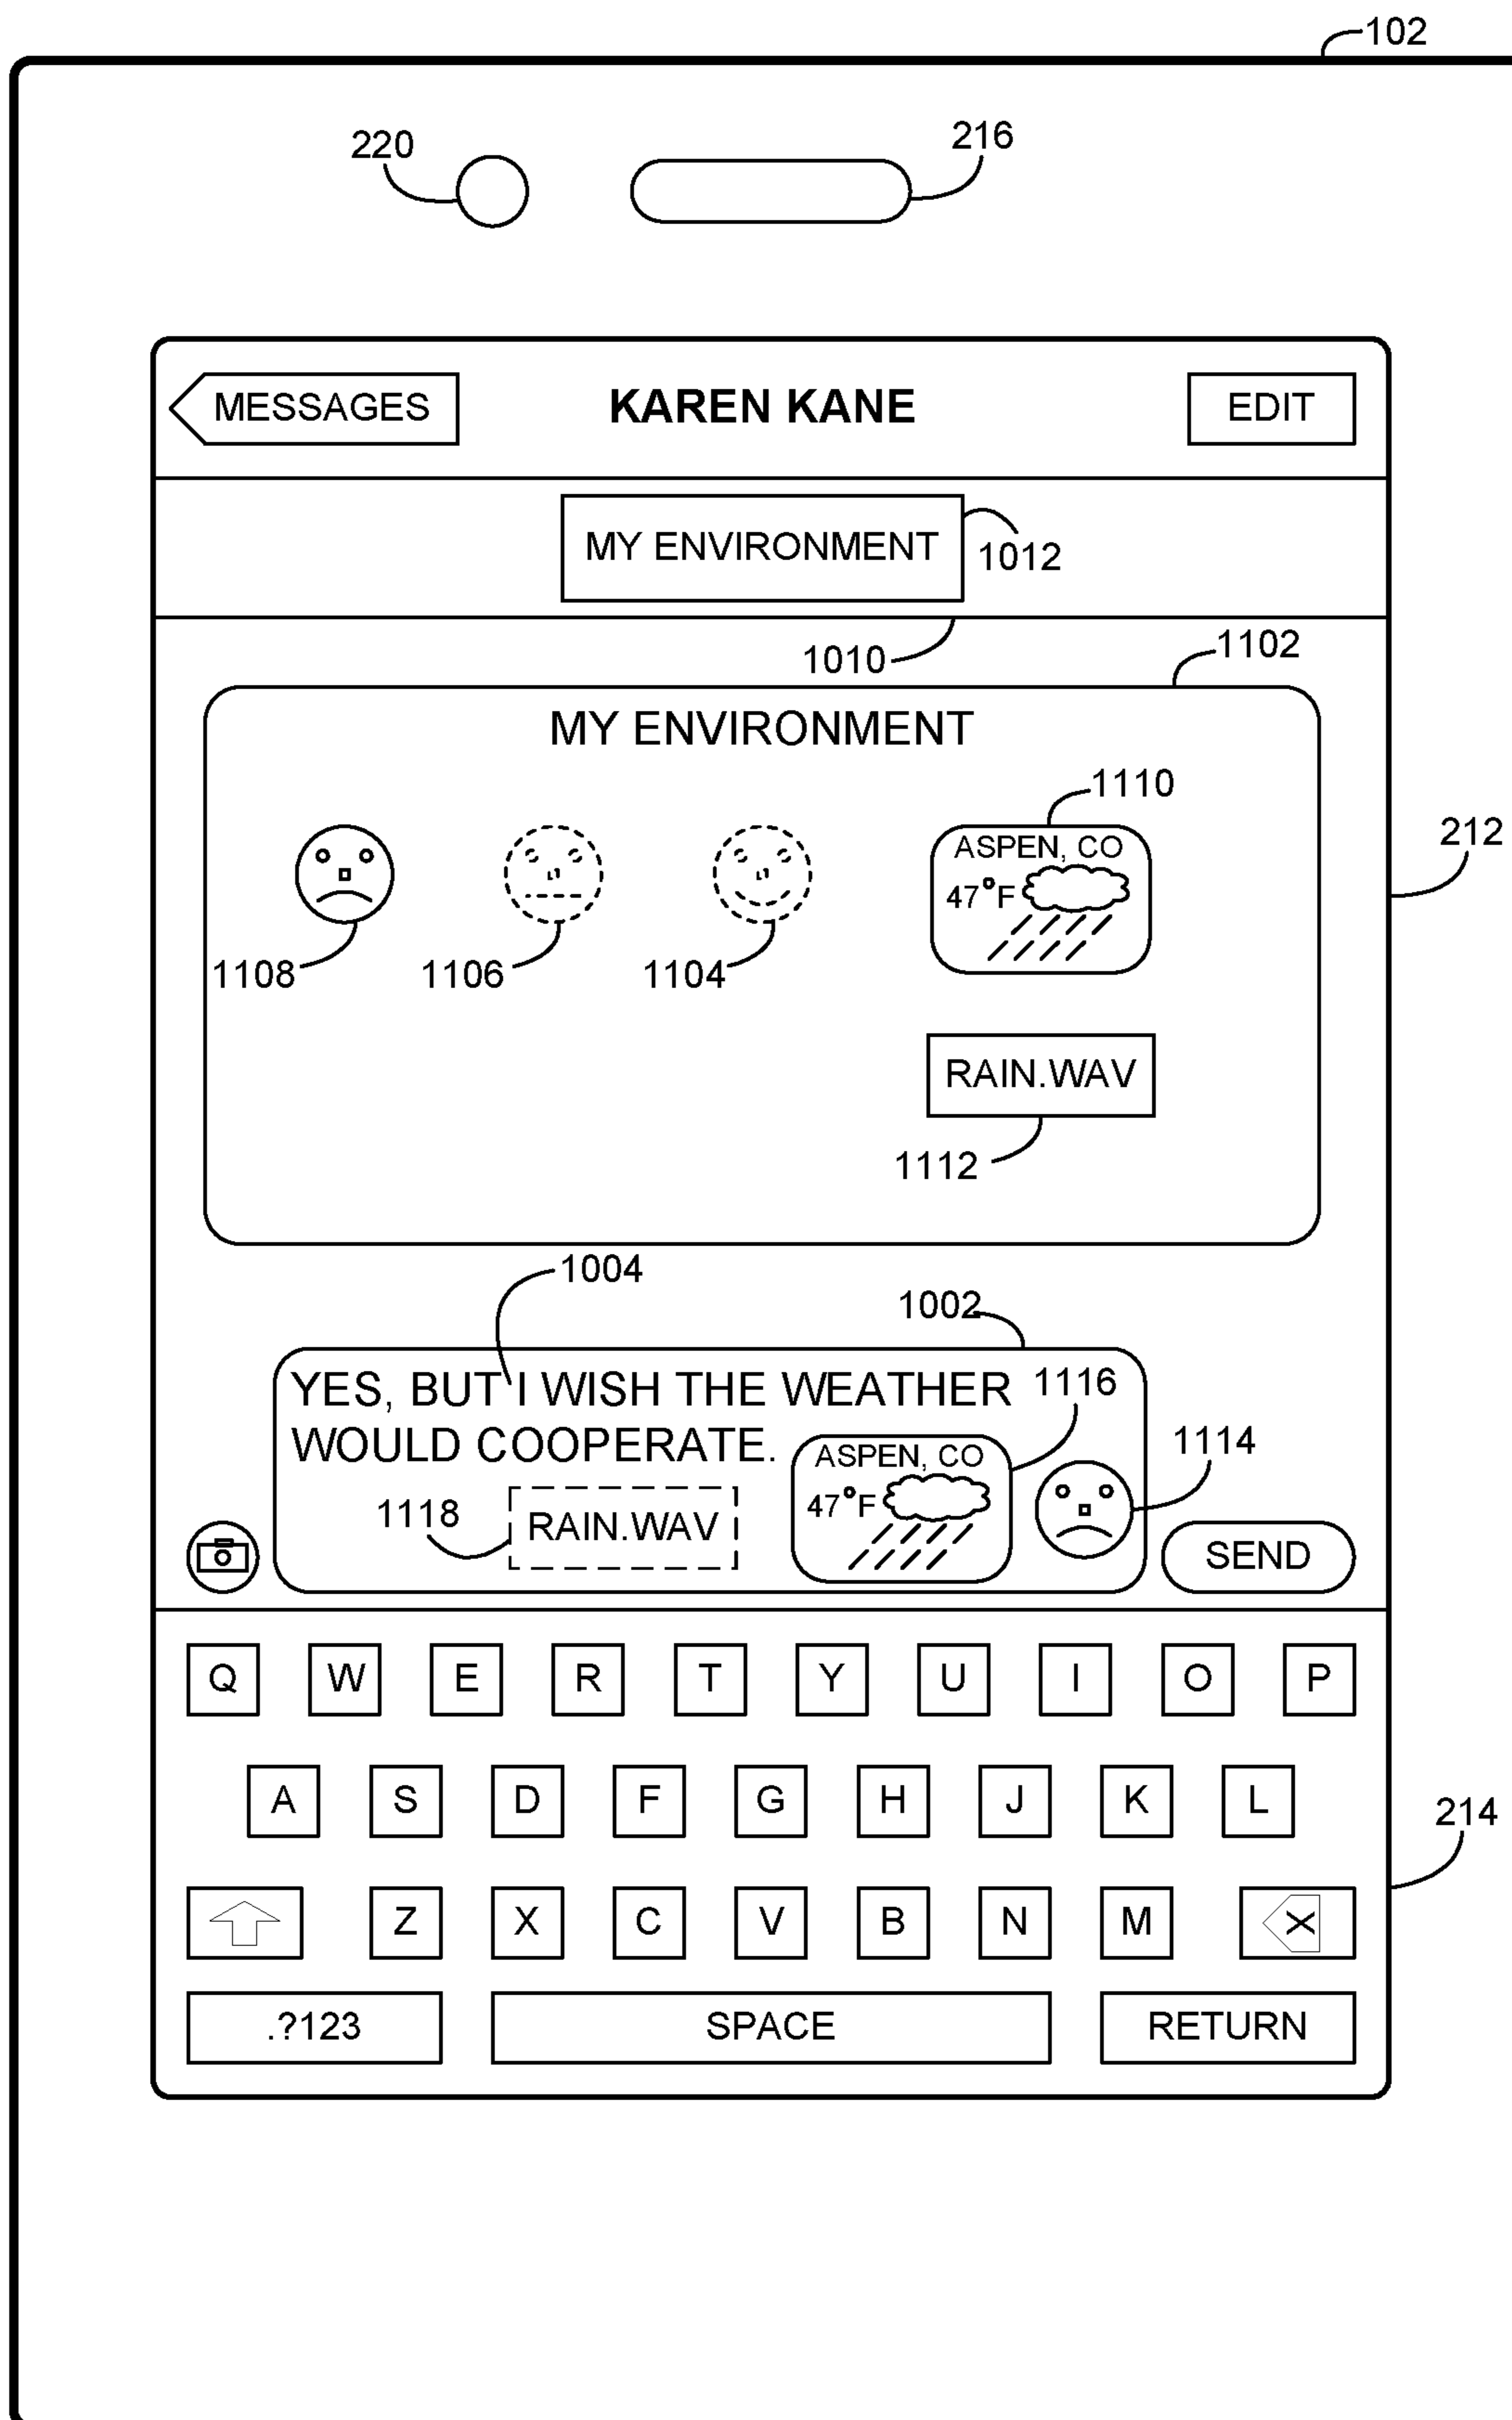 102
220
216
MESSAGES KAREN KANE EDIT
MY ENVIRONMENT
1012
1010
1102
MY ENVIRONMENT
1110
212
ASPEN, CO
47°F
1108 1106 1104
RAIN.WAV
1112
1004
1002
YES, BUT I WISH THE WEATHER
1116
WOULD COOPERATE.
1114
ASPEN, CO
47°F
1118
RAIN.WAV
SEND
Q W E R T Y U I O P
A S D F G H J K L
214
Z X C V B N M X
.?123 SPACE RETURN